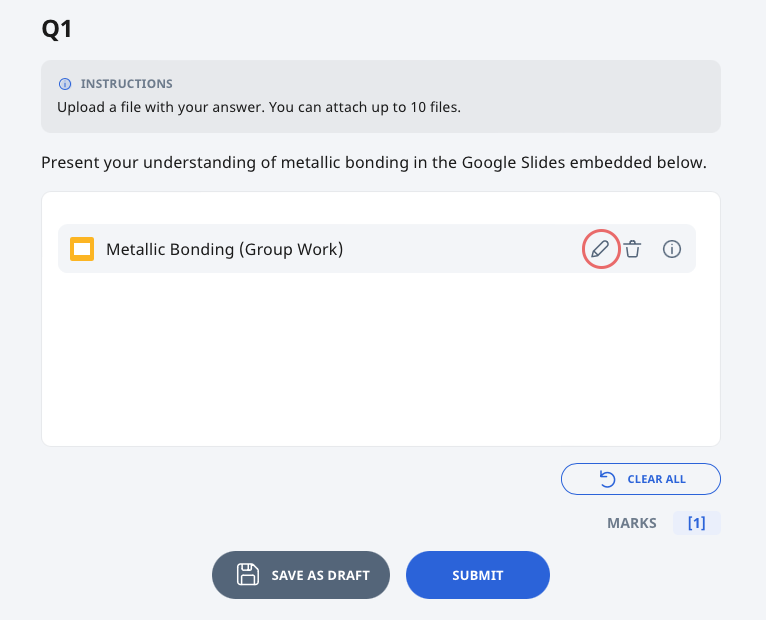 Q1
INSTRUCTIONS
Upload a file with your answer. You can attach up to 10 files.
Present your understanding of metallic bonding in the Google Slides embedded below.
Metallic Bonding (Group Work)
CLEAR ALL
MARKS [1]
SAVE AS DRAFT
SUBMIT